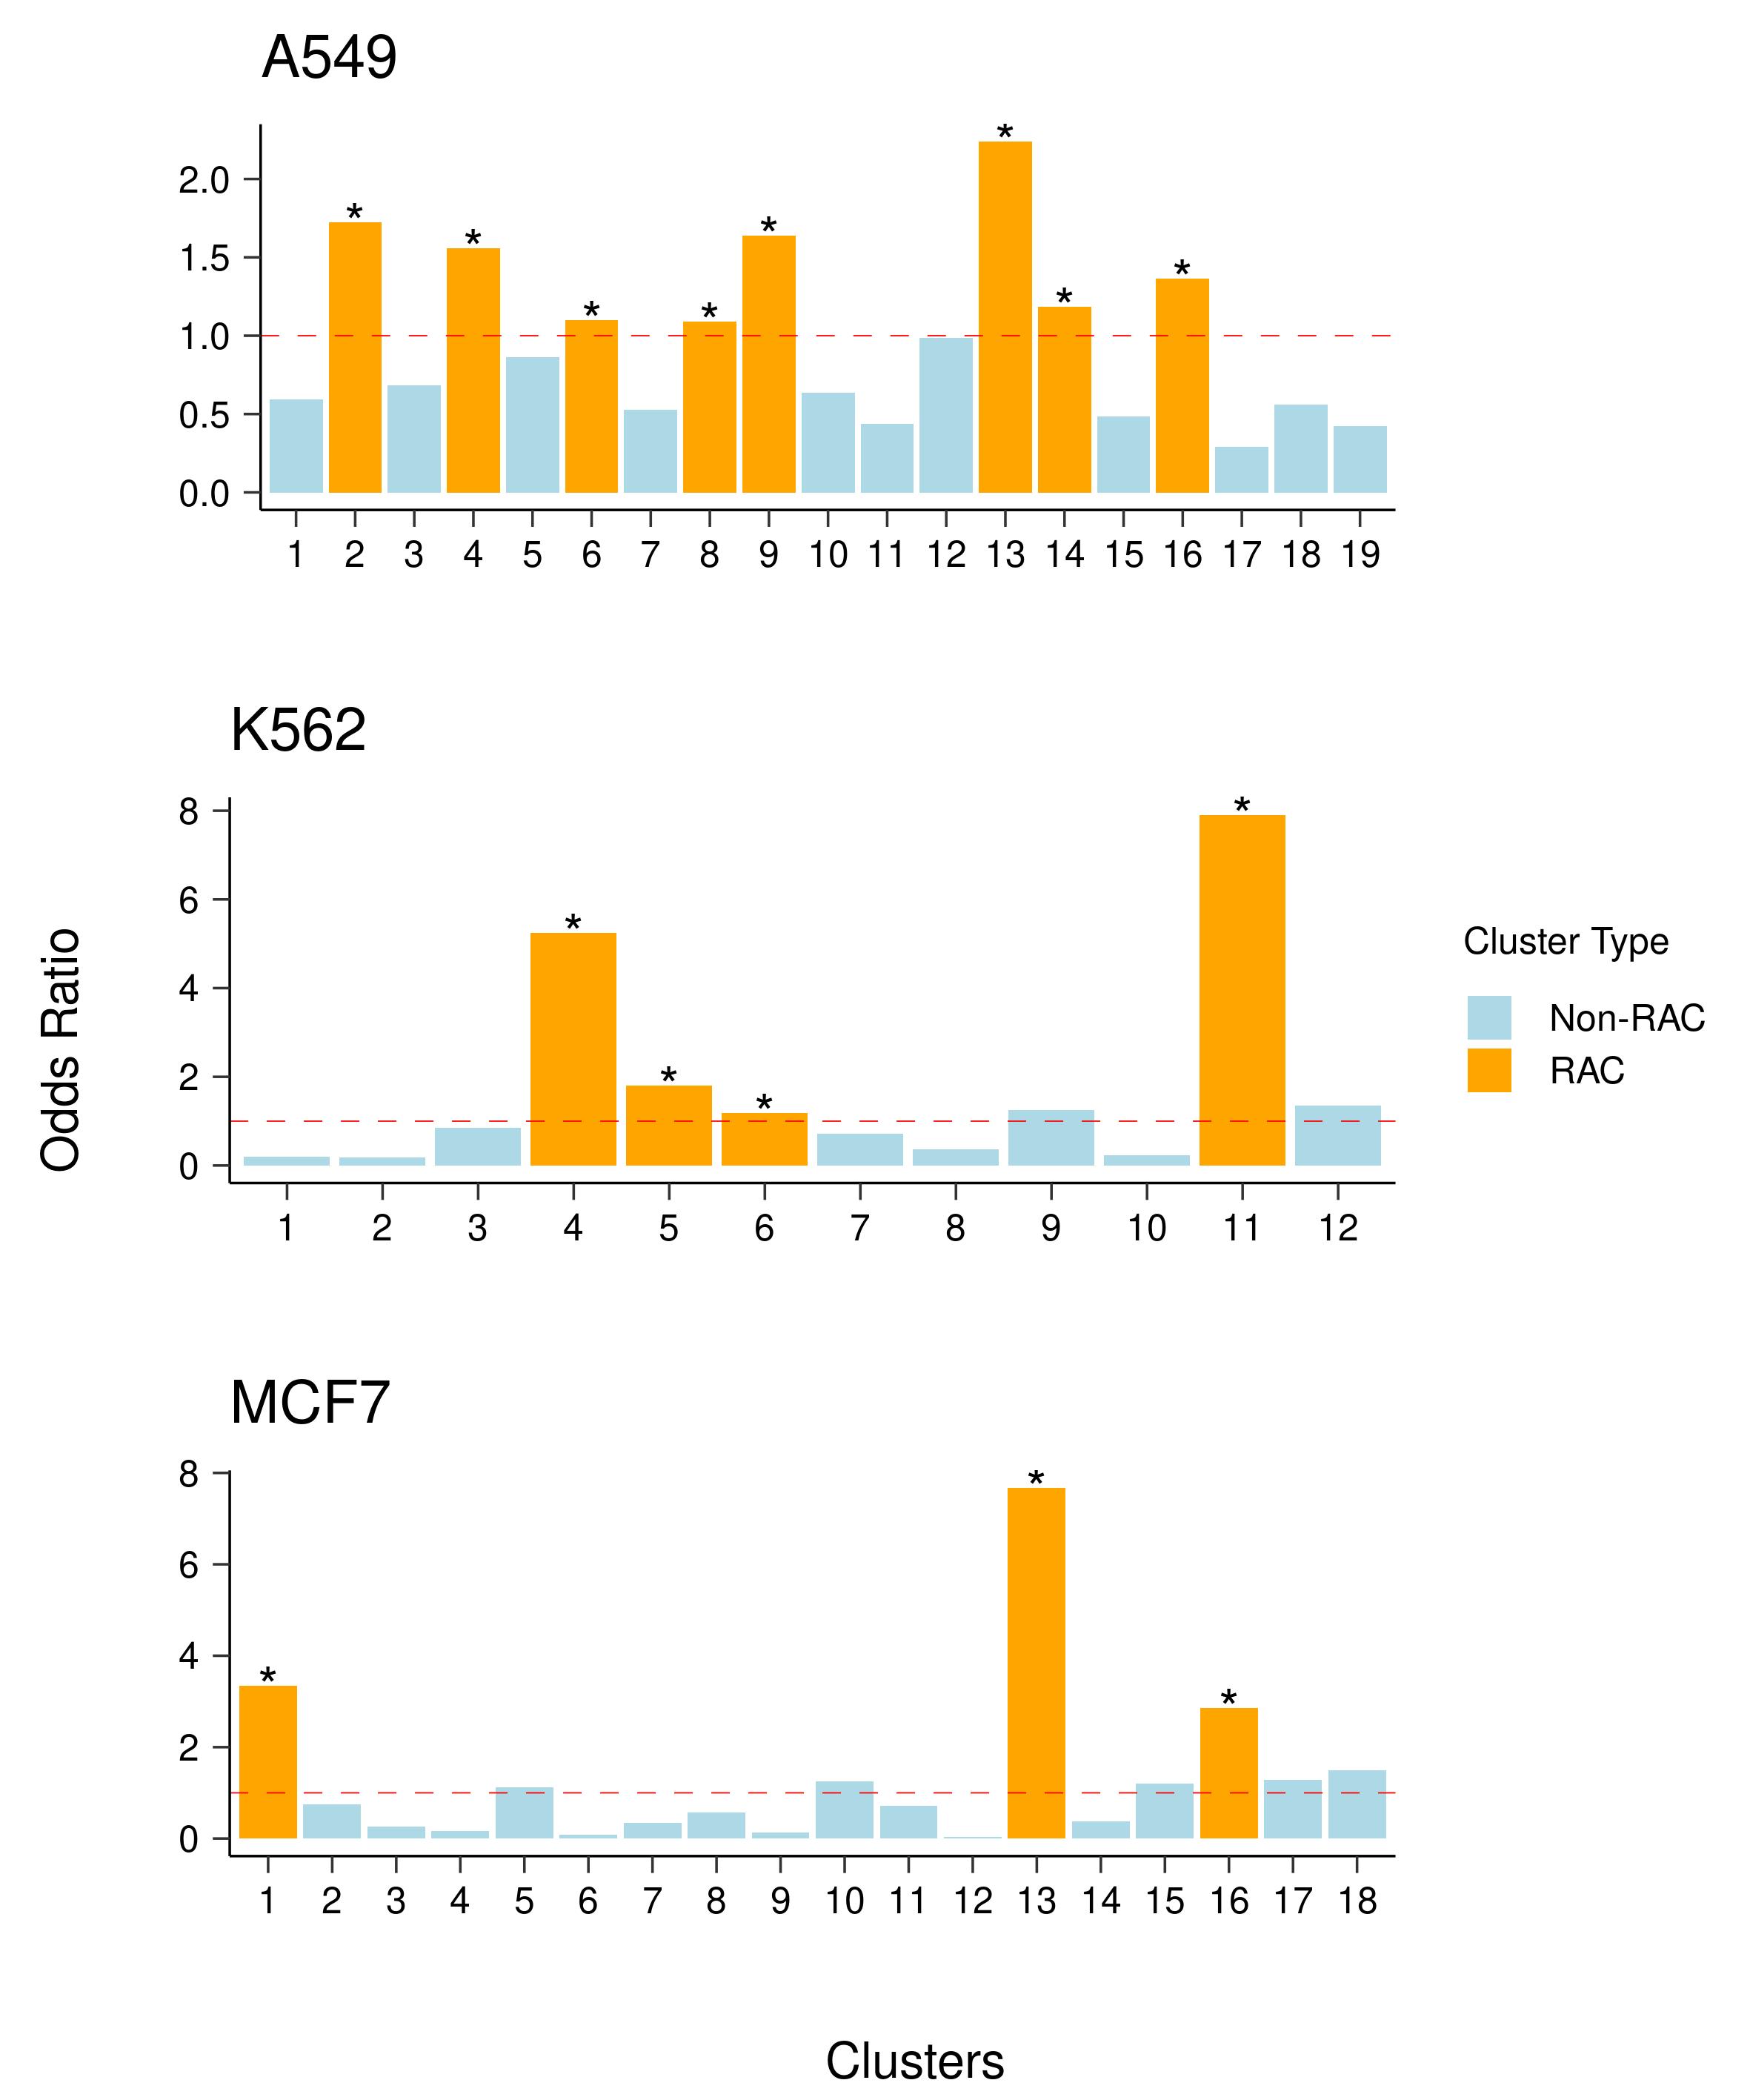 A549
* * * * * * * *
2.0
1.5
1.0
0.5
0.0
1 2 3 4 5 6 7 8 9 10 11 12 13 14 15 16 17 18 19
K562
* * * *
8
6
4
2
0
1 2 3 4 5 6 7 8 9 10 11 12
Odds Ratio
Cluster Type
Non-RAC
RAC
MCF7
* * *
8
6
4
2
0
1 2 3 4 5 6 7 8 9 10 11 12 13 14 15 16 17 18
Clusters